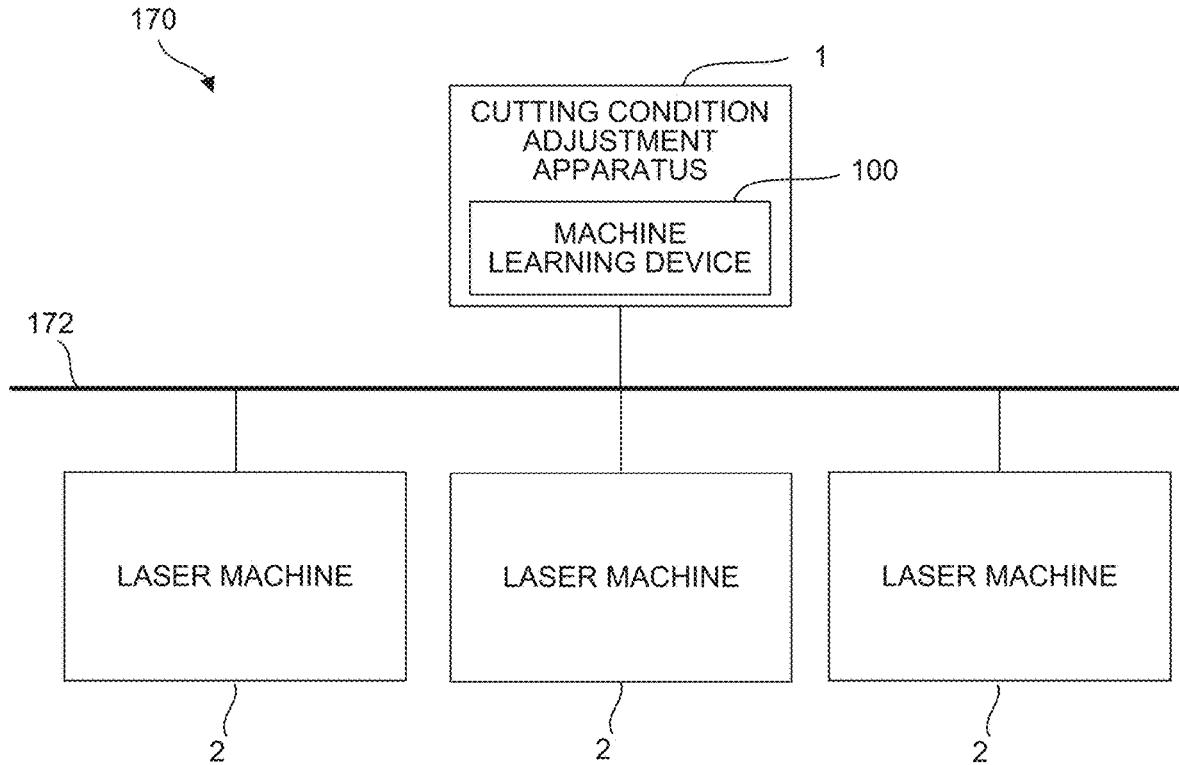 170
1
CUTTING CONDITION
ADJUSTMENT
APPARATUS
100
MACHINE
LEARNING DEVICE
172
LASER MACHINE
LASER MACHINE
LASER MACHINE
2
2
2